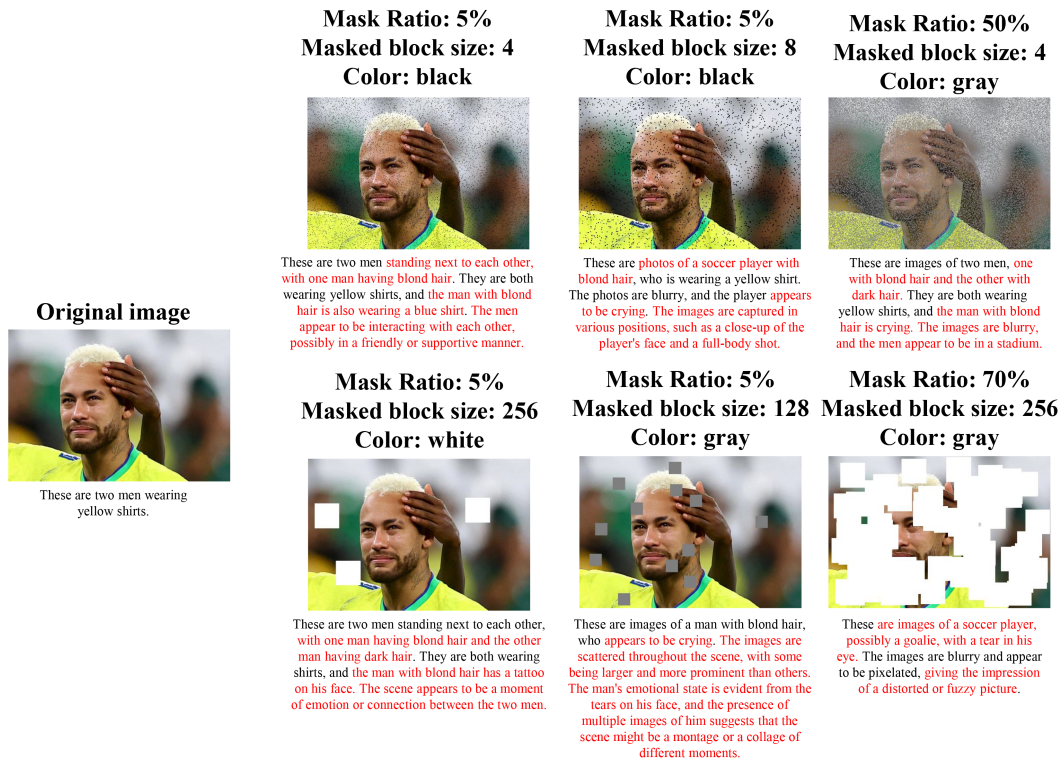 Mask Ratio: 5%
Masked block size: 4
Color: black
These are two men standing next to each other,
with one man having blond hair. They are both
wearing yellow shirts, and the man with blond
hair is also wearing a blue shirt. The men
appear to be interacting with each other,
possibly in a friendly or supportive manner.
Mask Ratio: 5%
Masked block size: 8
Color: black
These are photos of a soccer player with
blond hair, who is wearing a yellow shirt.
The photos are blurry, and the player appears
to be crying. The images are captured in
various positions, such as a close-up of the
player's face and a full-body shot.
Mask Ratio: 50%
Masked block size: 4
Color: gray
These are images of two men, one
with blond hair and the other with
dark hair. They are both wearing
yellow shirts, and the man with blond
hair is crying. The images are blurry,
and the men appear to be in a stadium.
Original image
These are two men wearing
yellow shirts.
Mask Ratio: 5%
Masked block size: 256
Color: white
These are two men standing next to each other,
with one man having blond hair and the other
man having dark hair. They are both wearing
shirts, and the man with blond hair has a tattoo
on his face. The scene appears to be a moment
of emotion or connection between the two men.
Mask Ratio: 5%
Masked block size: 128
Color: gray
These are images of a man with blond hair,
who appears to be crying. The images are
scattered throughout the scene, with some
being larger and more prominent than others.
The man's emotional state is evident from the
tears on his face, and the presence of
multiple images of him suggests that the
scene might be a montage or a collage of
different moments.
Mask Ratio: 70%
Masked block size: 256
Color: gray
These are images of a soccer player,
possibly a goalie, with a tear in his
eye. The images are blurry and appear
to be pixelated, giving the impression
of a distorted or fuzzy picture.